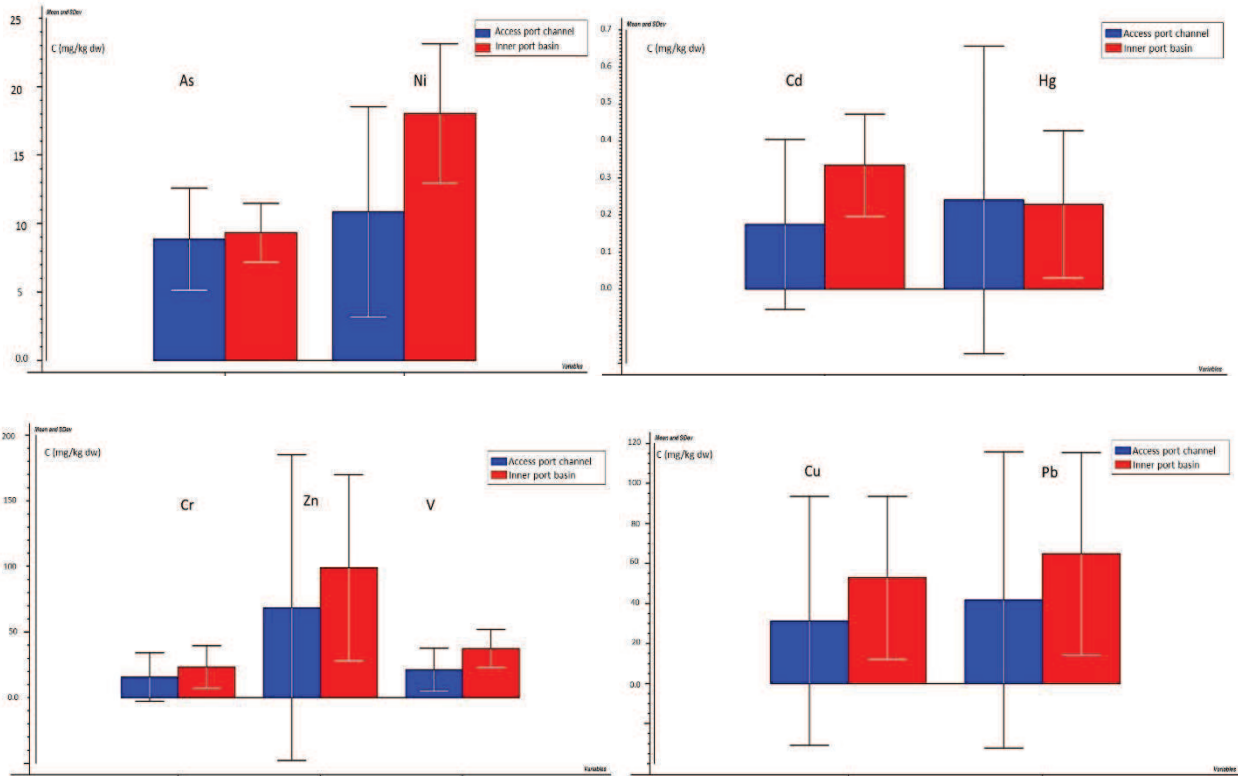 Mean and SDev
25
C (mg/kg dw)
Access port channel
Inner port basin
As
Ni
20
15
10
5
0.0
Variables
Mean and SDev
0.7
C (mg/kg dw)
Access port channel
Inner port basin
0.6
Cd
Hg
0.5
0.4
0.3
0.2
0.1
0.0
Variables
Mean and SDev
200
C (mg/kg dw)
Access port channel
Inner port basin
150
Cr
Zn
V
100
50
0.0
Variables
Mean and SDev
120
C (mg/kg dw)
Access port channel
Inner port basin
Cu
Pb
100
80
60
40
20
0.0
Variables